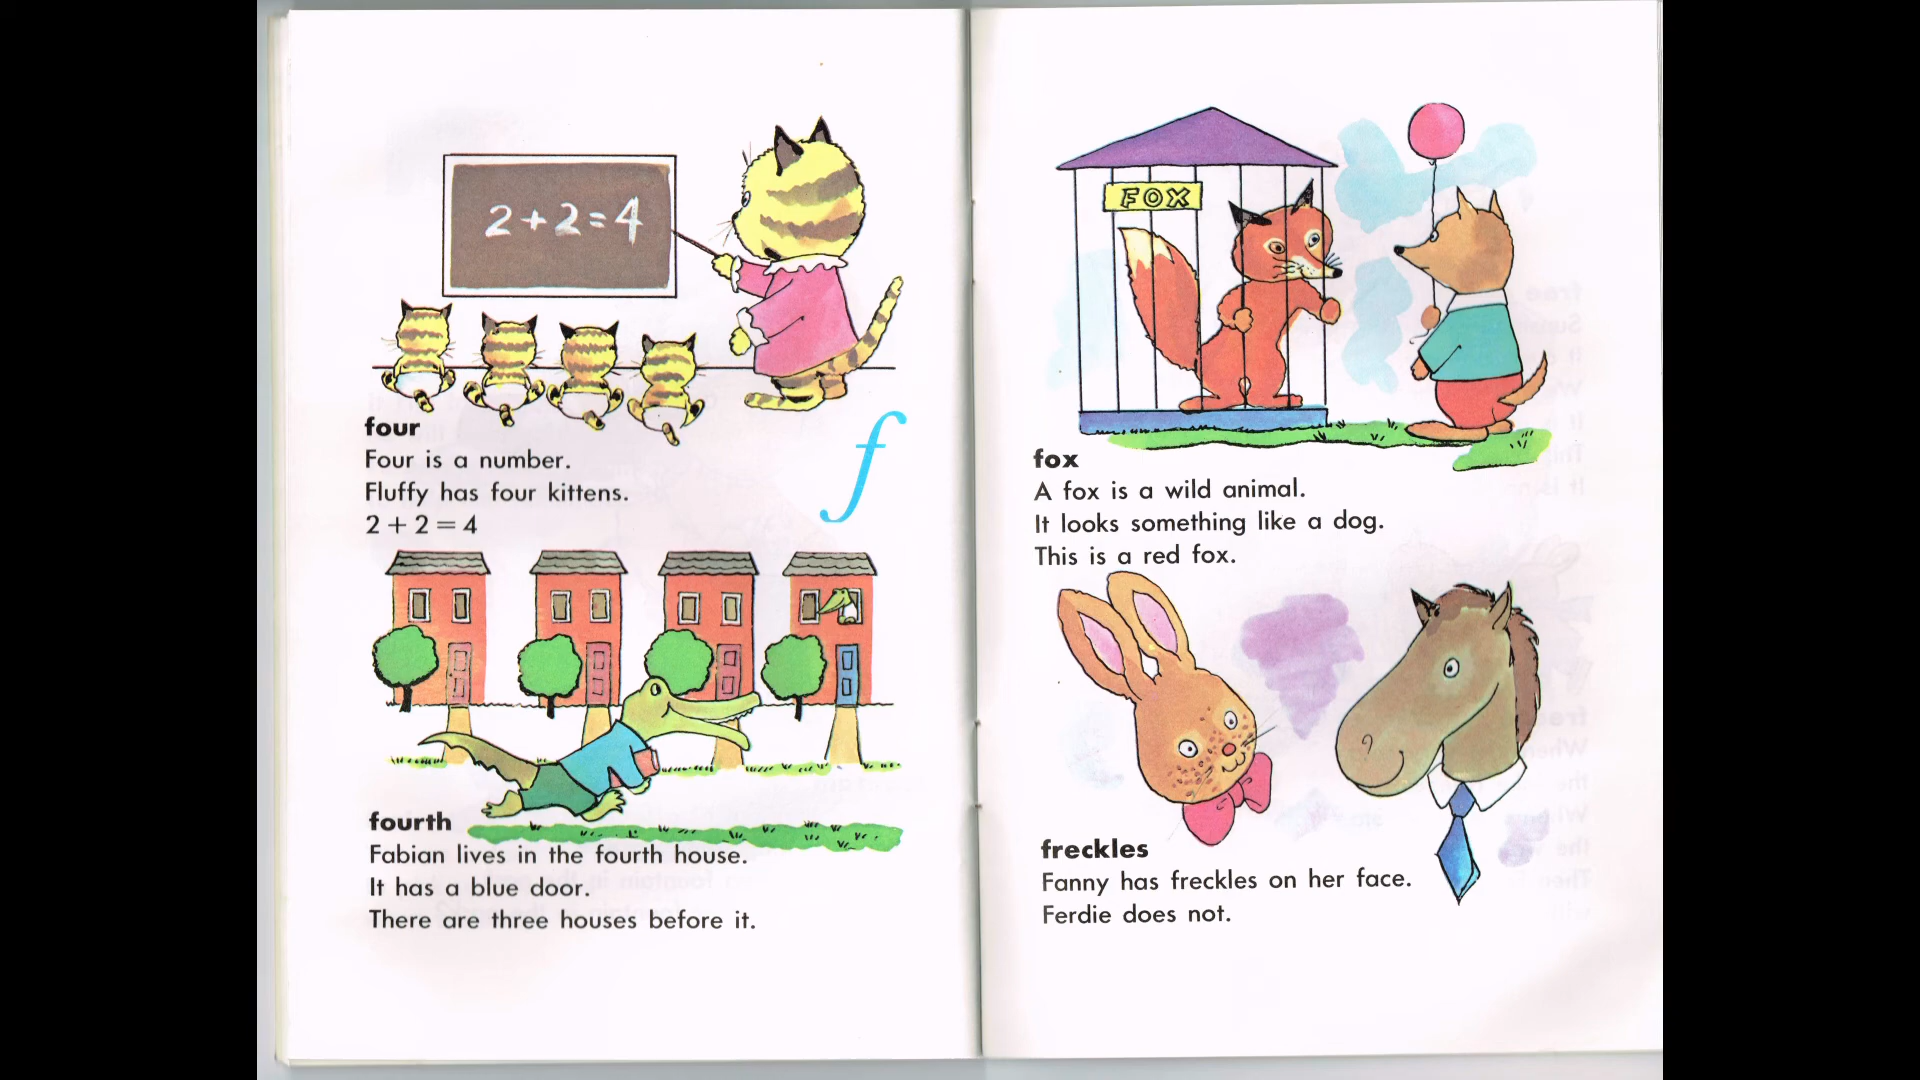 2+2=4
four
Four is a number.
Fluffy has four kittens.
2 + 2 = 4
f
fourth
Fabian lives in the fourth house.
It has a blue door.
There are three houses before it.
FOX
fox
A fox is a wild animal.
It looks something like a dog.
This is a red fox.
freckles
Fanny has freckles on her face.
Ferdie does not.